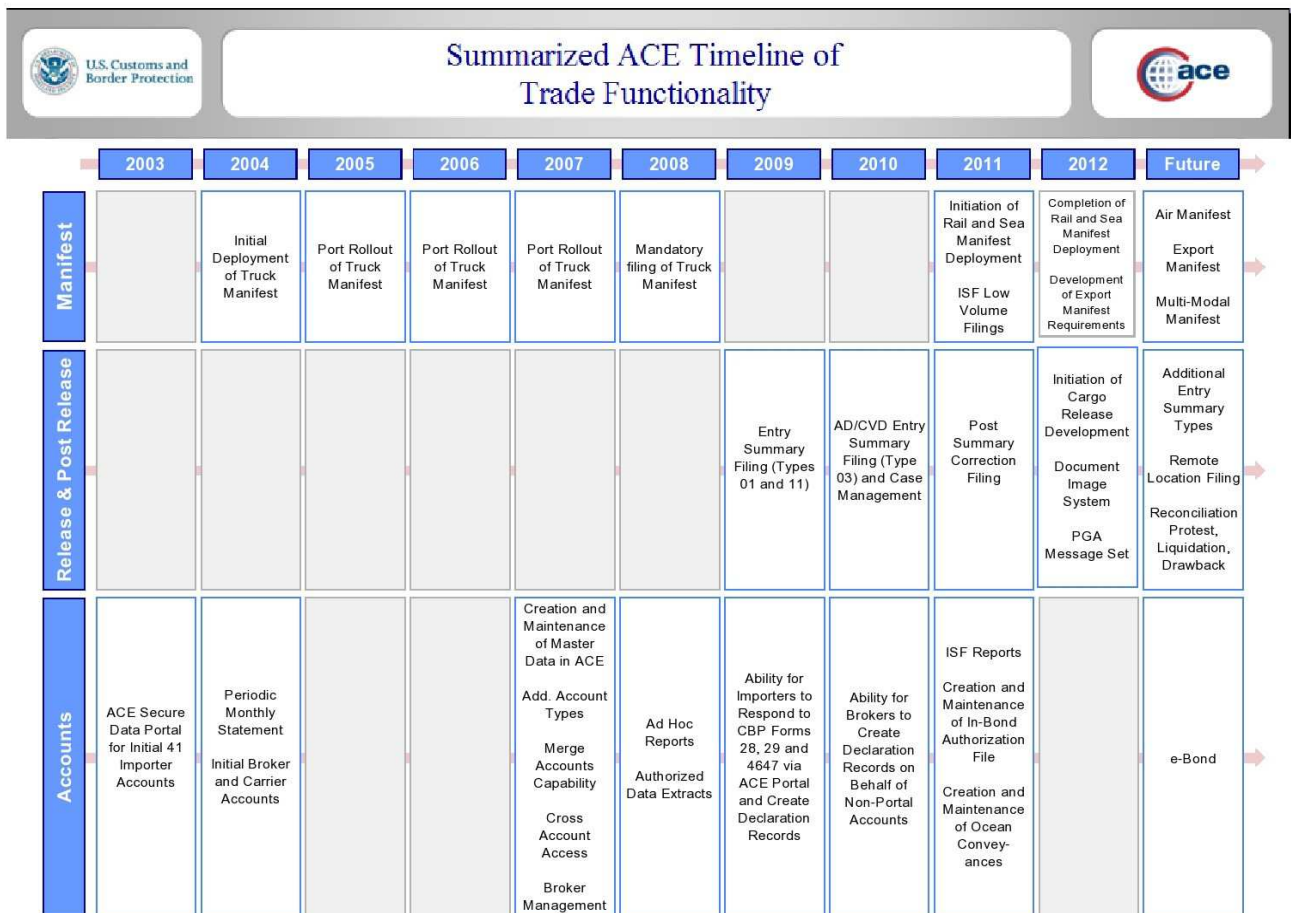 U.S. Customs and
Border Protection
Summarized ACE Timeline of
Trade Functionality
ace
2003
2004
2005
2006
2007
2008
2009
2010
2011
2012
Future
Manifest
Initial
Deployment
of Truck
Manifest
Port Rollout
of Truck
Manifest
Port Rollout
of Truck
Manifest
Port Rollout
of Truck
Manifest
Mandatory
filing of Truck
Manifest
Initiation of
Rail and Sea
Manifest
Deployment
ISF Low
Volume
Filings
Completion of
Rail and Sea
Manifest
Deployment
Development
of Export
Manifest
Requirements
Air Manifest
Export
Manifest
Multi-Modal
Manifest
Release & Post Release
Entry
Summary
Filing (Types
01 and 11)
AD/CVD Entry
Summary
Filing (Type
03) and Case
Management
Post
Summary
Correction
Filing
Initiation of
Cargo
Release
Development
Document
Image
System
PGA
Message Set
Additional
Entry
Summary
Types
Remote
Location Filing
Reconciliation
Protest,
Liquidation,
Drawback
Accounts
ACE Secure
Data Portal
for Initial 41
Importer
Accounts
Periodic
Monthly
Statement
Initial Broker
and Carrier
Accounts
Creation and
Maintenance
of Master
Data in ACE
Add. Account
Types
Merge
Accounts
Capability
Cross
Account
Access
Broker
Management
Ad Hoc
Reports
Authorized
Data Extracts
Ability for
Importers to
Respond to
CBP Forms
28, 29 and
4647 via
ACE Portal
and Create
Declaration
Records
Ability for
Brokers to
Create
Declaration
Records on
Behalf of
Non-Portal
Accounts
ISF Reports
Creation and
Maintenance
of In-Bond
Authorization
File
Creation and
Maintenance
of Ocean
Convey-
ances
e-Bond